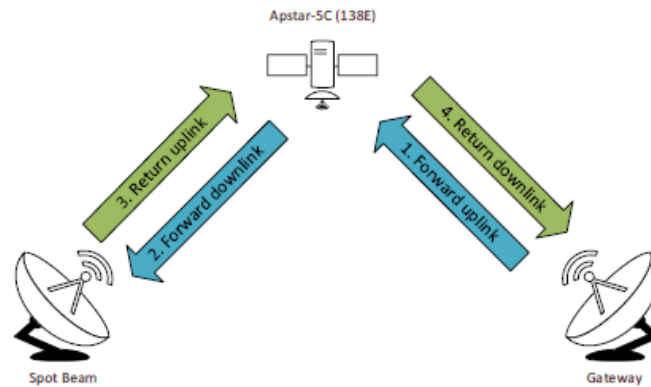 Apstar-5C (138E)
3. Return uplink
2. Forward downlink
1. Forward uplink
4. Return downlink
Spot Beam
Gateway